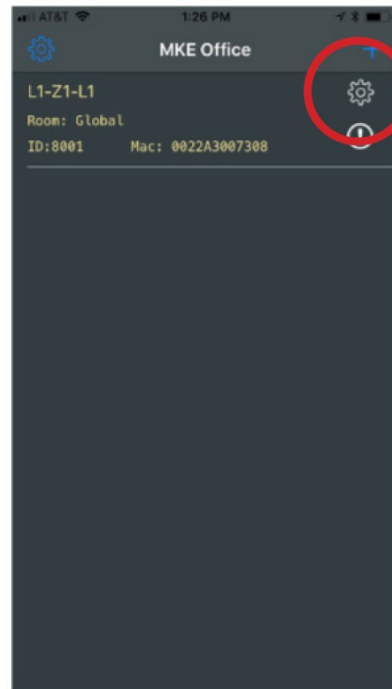 AT&T 1:26 PM
MKE Office
L1-Z1-L1
Room: Global
ID:8001 Mac: 0022A3007308